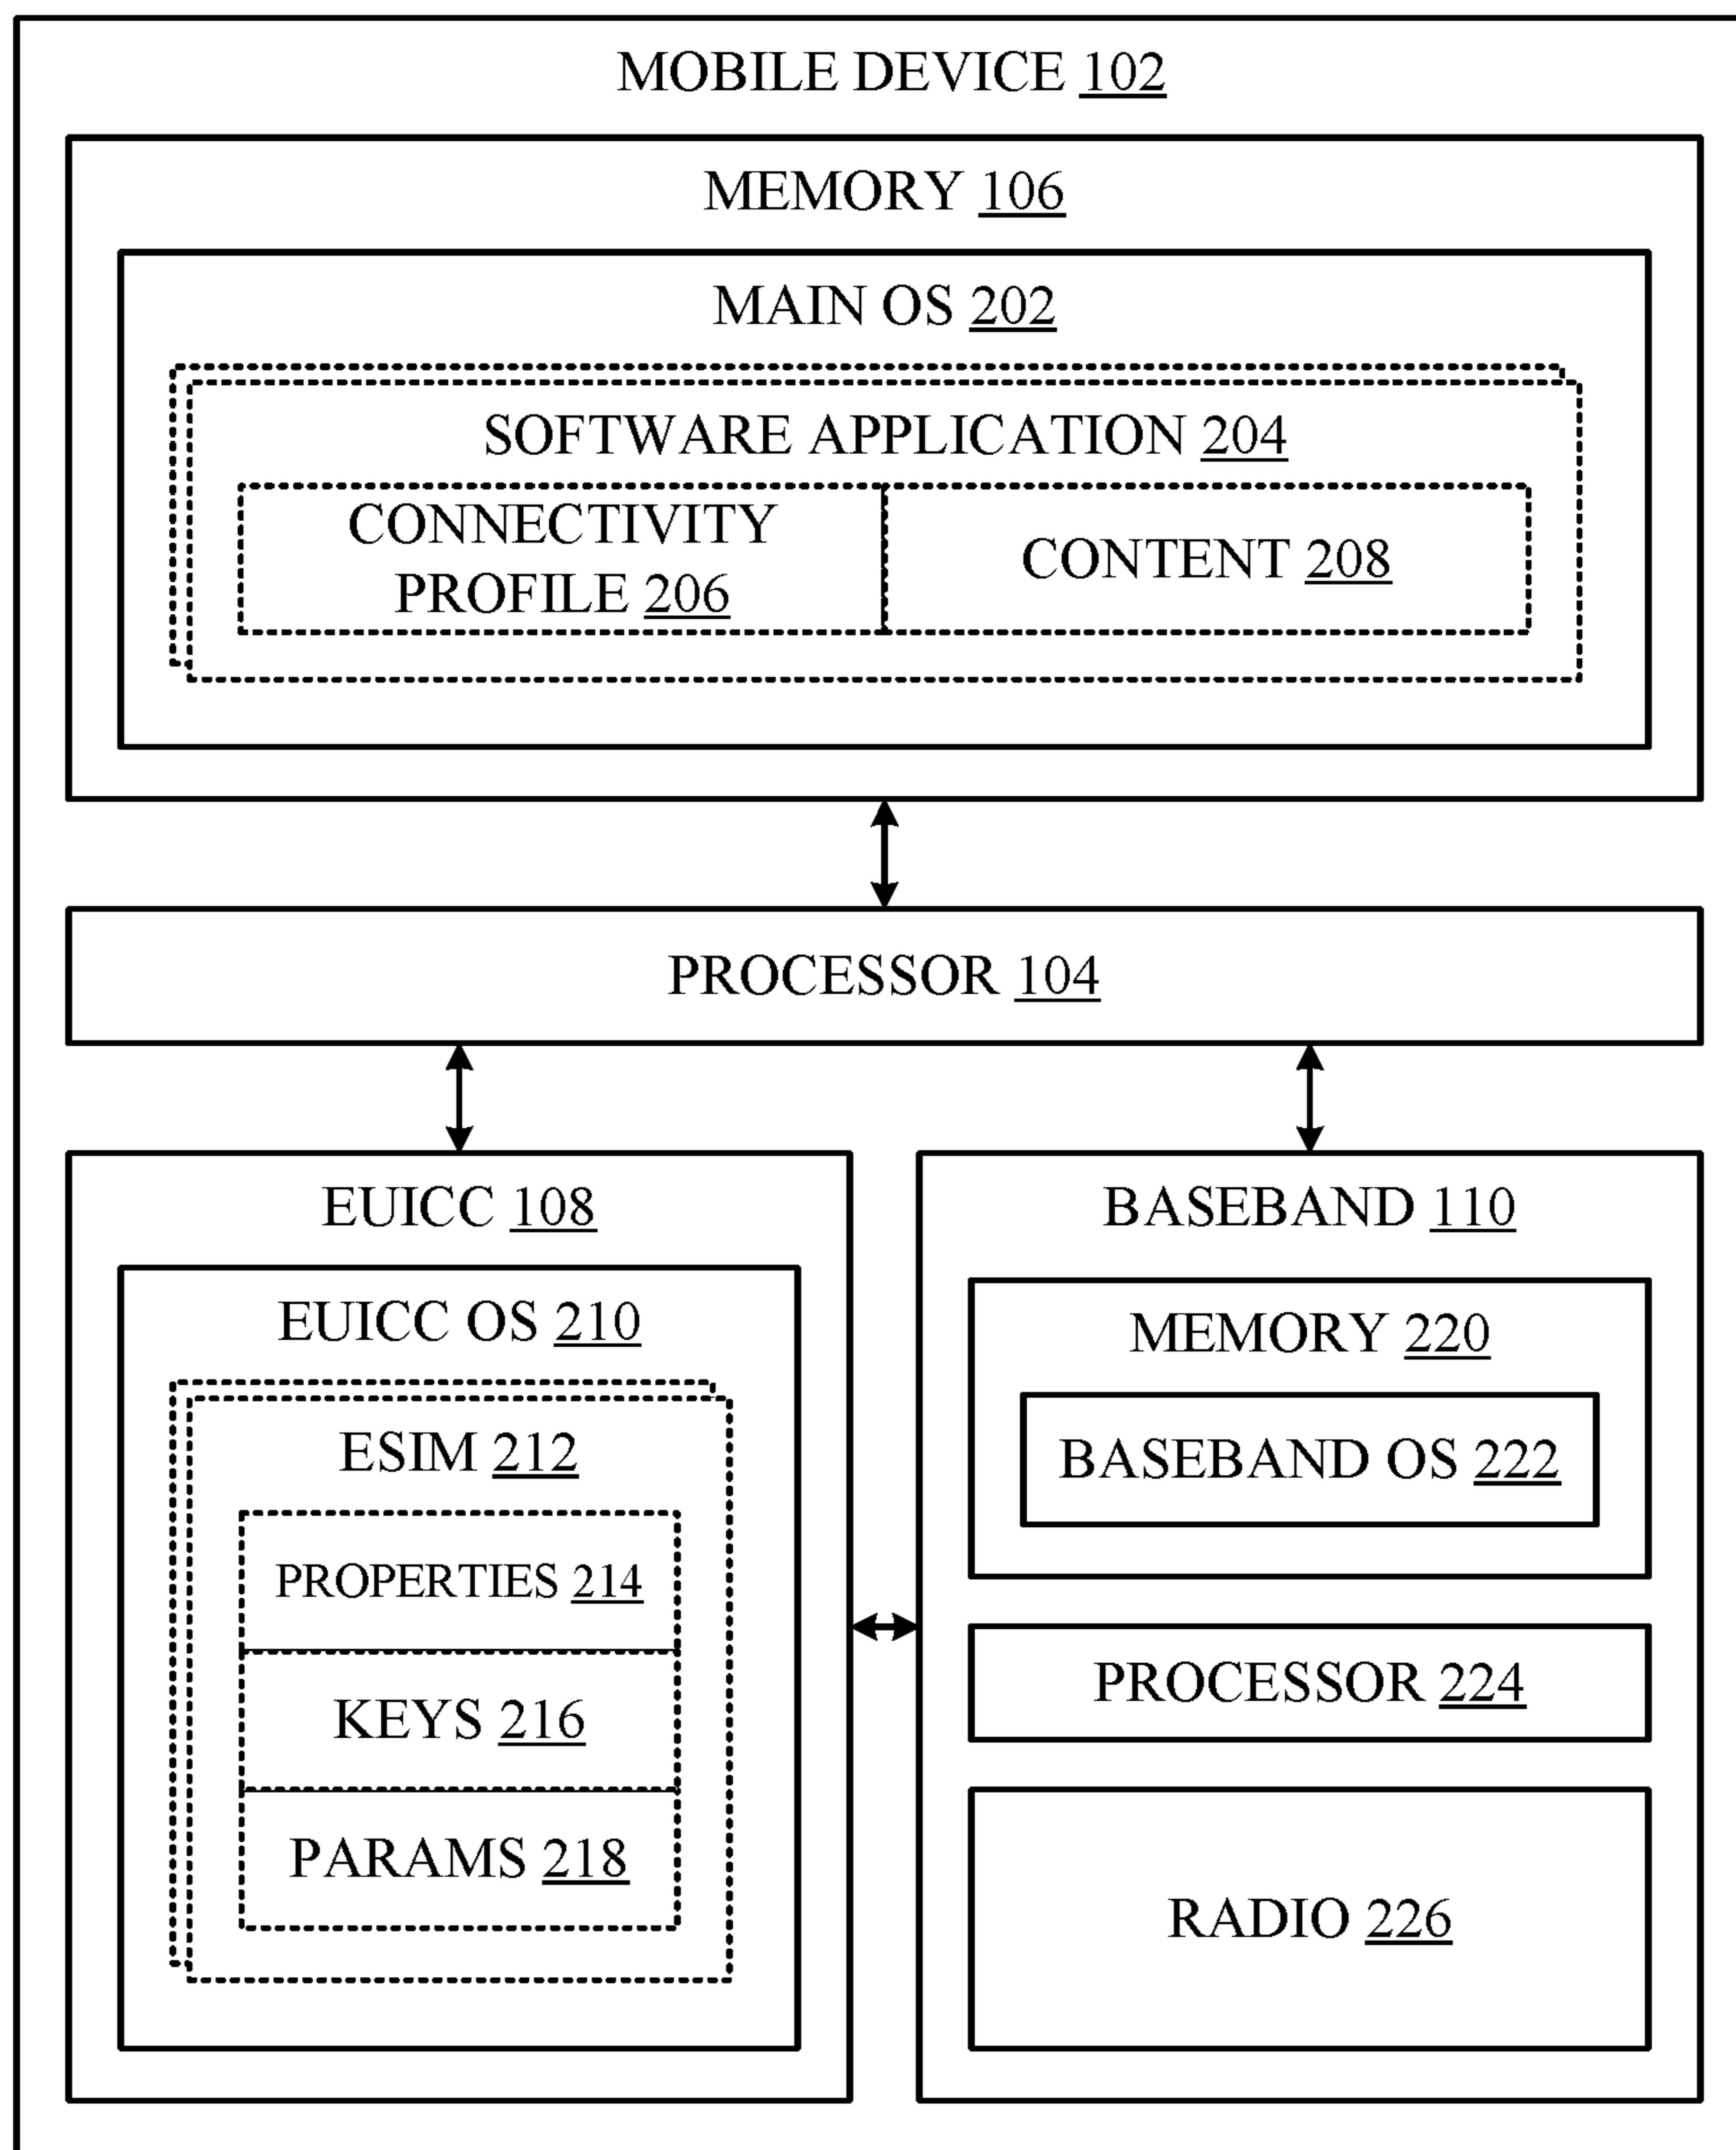 MOBILE DEVICE 102
MEMORY 106
MAIN OS 202
SOFTWARE APPLICATION 204
CONNECTIVITY
PROFILE 206
CONTENT 208
PROCESSOR 104
EUICC 108
EUICC OS 210
ESIM 212
PROPERTIES 214
KEYS 216
PARAMS 218
BASEBAND 110
MEMORY 220
BASEBAND OS 222
PROCESSOR 224
RADIO 226